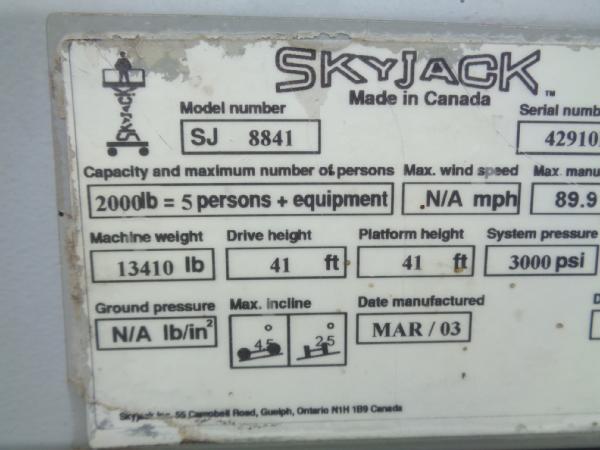 SKYJACK™
Made in Canada
Model number
SJ 8841
Serial numb
42910
Capacity and maximum number of persons
2000lb = 5 persons + equipment
Max. wind speed
N/A mph
Max. manu
89.9
Machine weight
13410 lb
Drive height
41 ft
Platform height
41 ft
System pressure
3000 psi
Ground pressure
N/A lb/in²
Max. incline
4.5°
2.5°
Date manufactured
MAR / 03
D
Skyjack Inc. 55 Campbell Road, Guelph, Ontario N1H 1B9 Canada